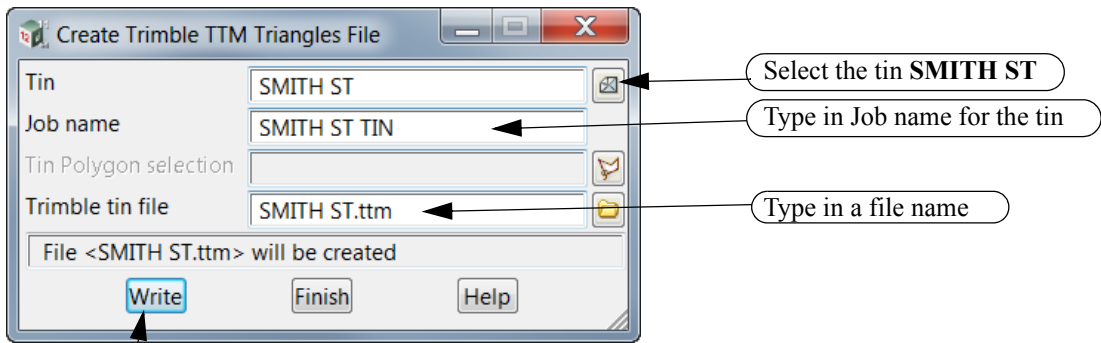 Create Trimble TTM Triangles File
Tin
SMITH ST
Select the tin SMITH ST
Job name
SMITH ST TIN
Type in Job name for the tin
Tin Polygon selection
Trimble tin file
SMITH ST.ttm
Type in a file name
File <SMITH ST.ttm> will be created
Write
Finish
Help